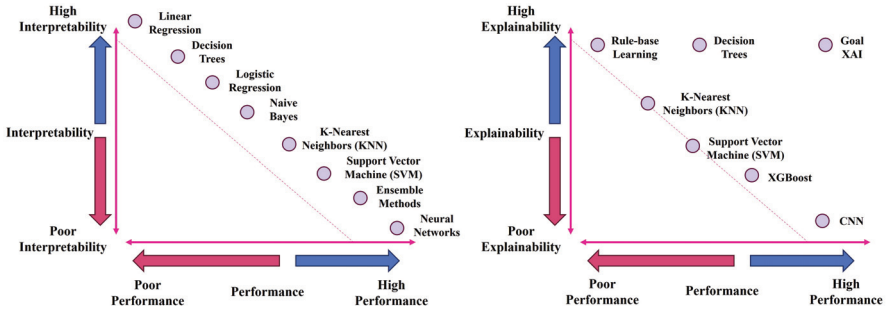 High
Interpretability
Linear
Regression
Decision
Trees
Logistic
Regression
Naive
Bayes
Interpretability
K-Nearest
Neighbors (KNN)
Support Vector
Machine (SVM)
Ensemble
Methods
Neural
Networks
Poor
Interpretability
Poor
Performance
Performance
High
Performance
High
Explainability
Rule-base
Learning
Decision
Trees
Goal
XAI
K-Nearest
Neighbors (KNN)
Explainability
Support Vector
Machine (SVM)
XGBoost
CNN
Poor
Explainability
Poor
Performance
Performance
High
Performance